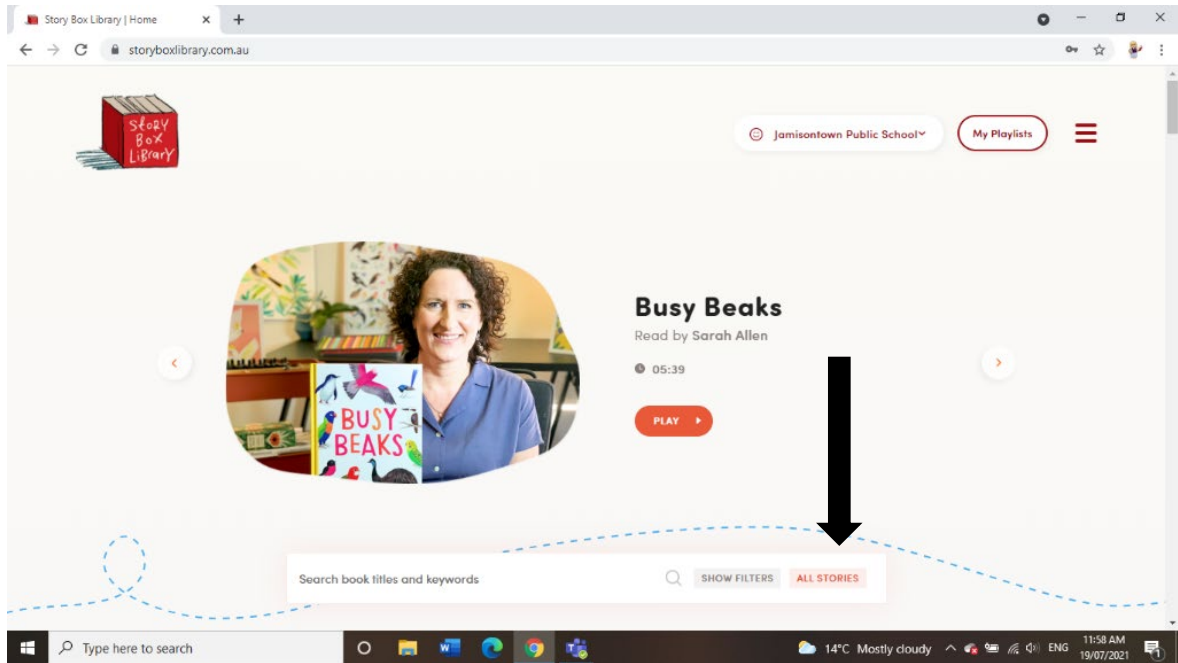 Story Box Library | Home
storyboxlibrary.com.au
StoRY
BoX
LiBrarY
Jamisontown Public School
My Playlists
Busy Beaks
Read by Sarah Allen
05:39
PLAY
BUSY
BEAKS
Search book titles and keywords
SHOW FILTERS
ALL STORIES
Type here to search
14°C Mostly cloudy
ENG
11:58 AM
19/07/2021